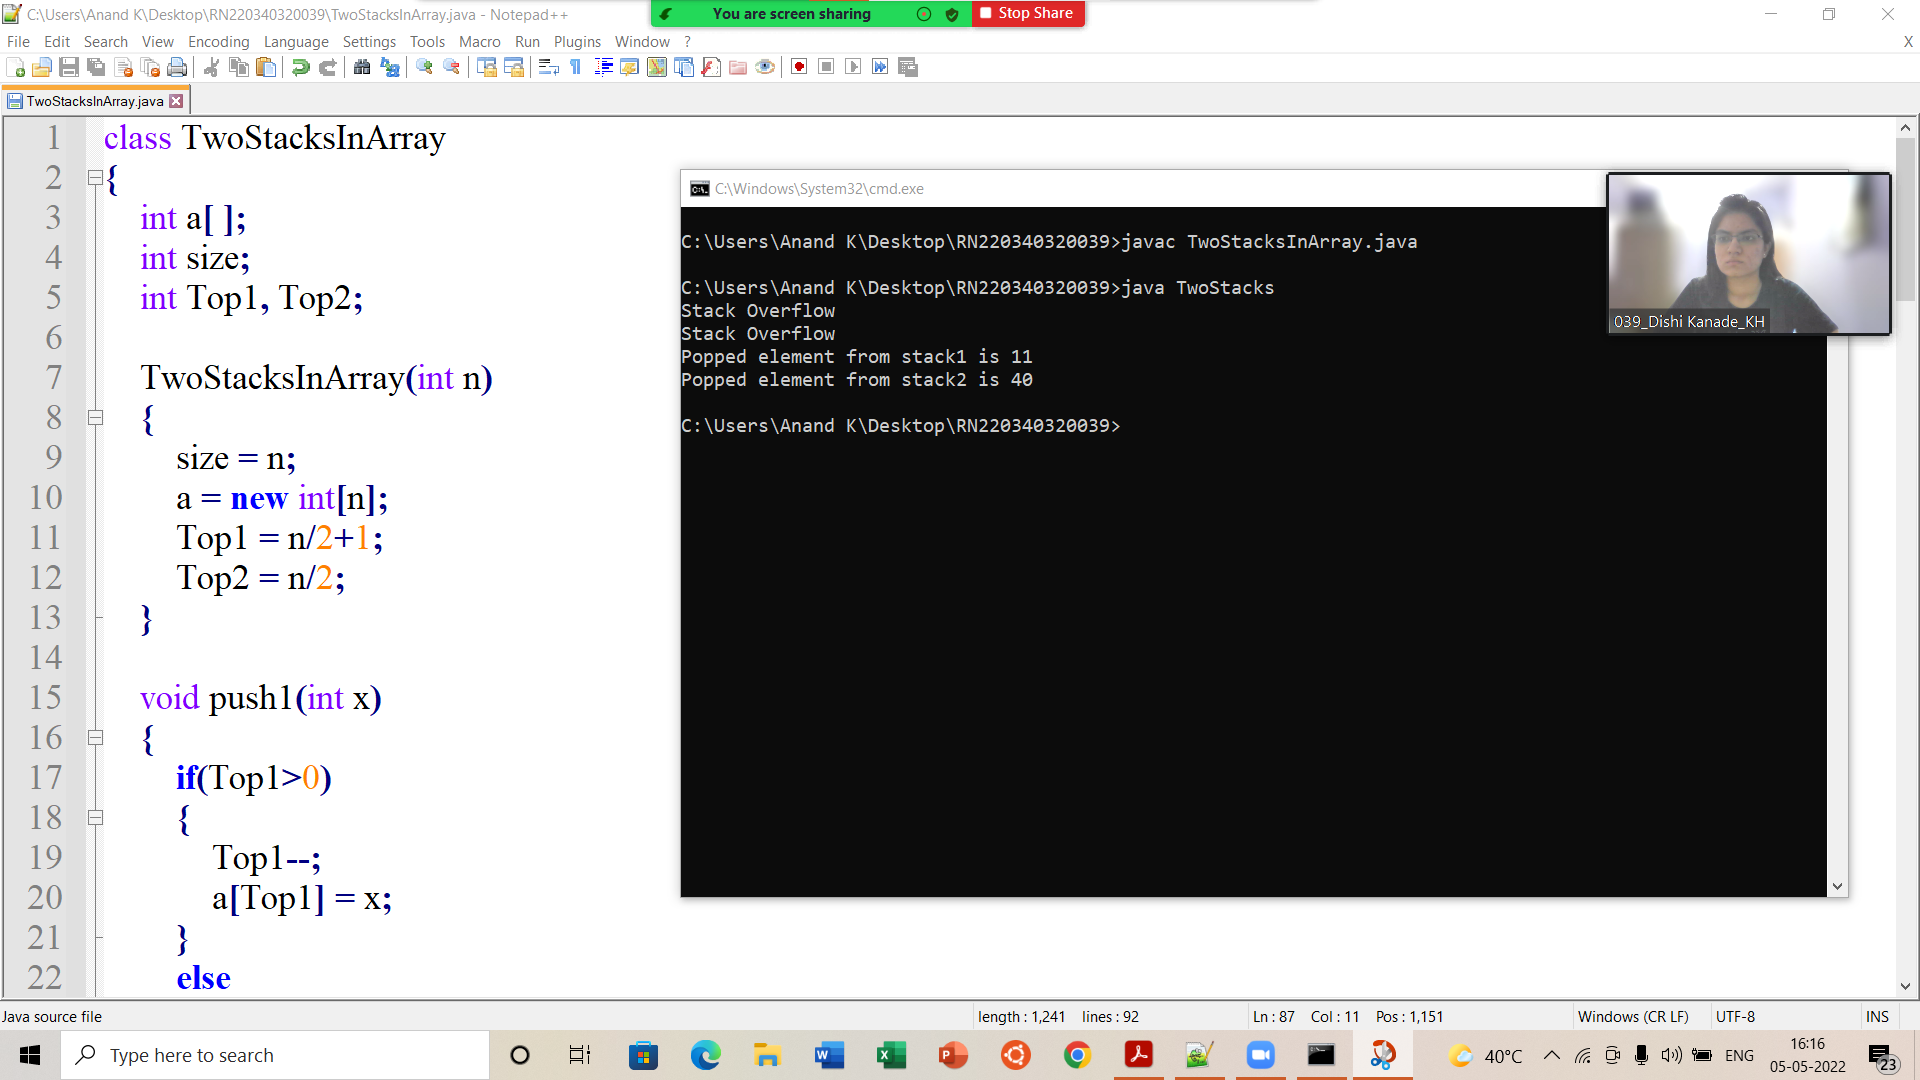 C:\Users\Anand K\Desktop\RN220340320039\TwoStacksInArray.java - Notepad++
You are screen sharing
Stop Share
File Edit Search View Encoding Language Settings Tools Macro Run Plugins Window ? X
TwoStacksInArray.java
1 class TwoStacksInArray
2 {
3 int a[ ];
4 int size;
5 int Top1, Top2;
6
7 TwoStacksInArray(int n)
8 {
9 size = n;
10 a = new int[n];
11 Top1 = n/2+1;
12 Top2 = n/2;
13 }
14
15 void push1(int x)
16 {
17 if(Top1>0)
18 {
19 Top1--;
20 a[Top1] = x;
21 }
22 else
C:\Windows\System32\cmd.exe
C:\Users\Anand K\Desktop\RN220340320039>javac TwoStacksInArray.java
C:\Users\Anand K\Desktop\RN220340320039>java TwoStacks
Stack Overflow
Stack Overflow
Popped element from stack1 is 11
Popped element from stack2 is 40
C:\Users\Anand K\Desktop\RN220340320039>
039_Dishi Kanade_KH
Java source file length : 1,241 lines : 92 Ln : 87 Col : 11 Pos : 1,151 Windows (CR LF) UTF-8 INS
Type here to search
40°C ENG
16:16
05-05-2022
23